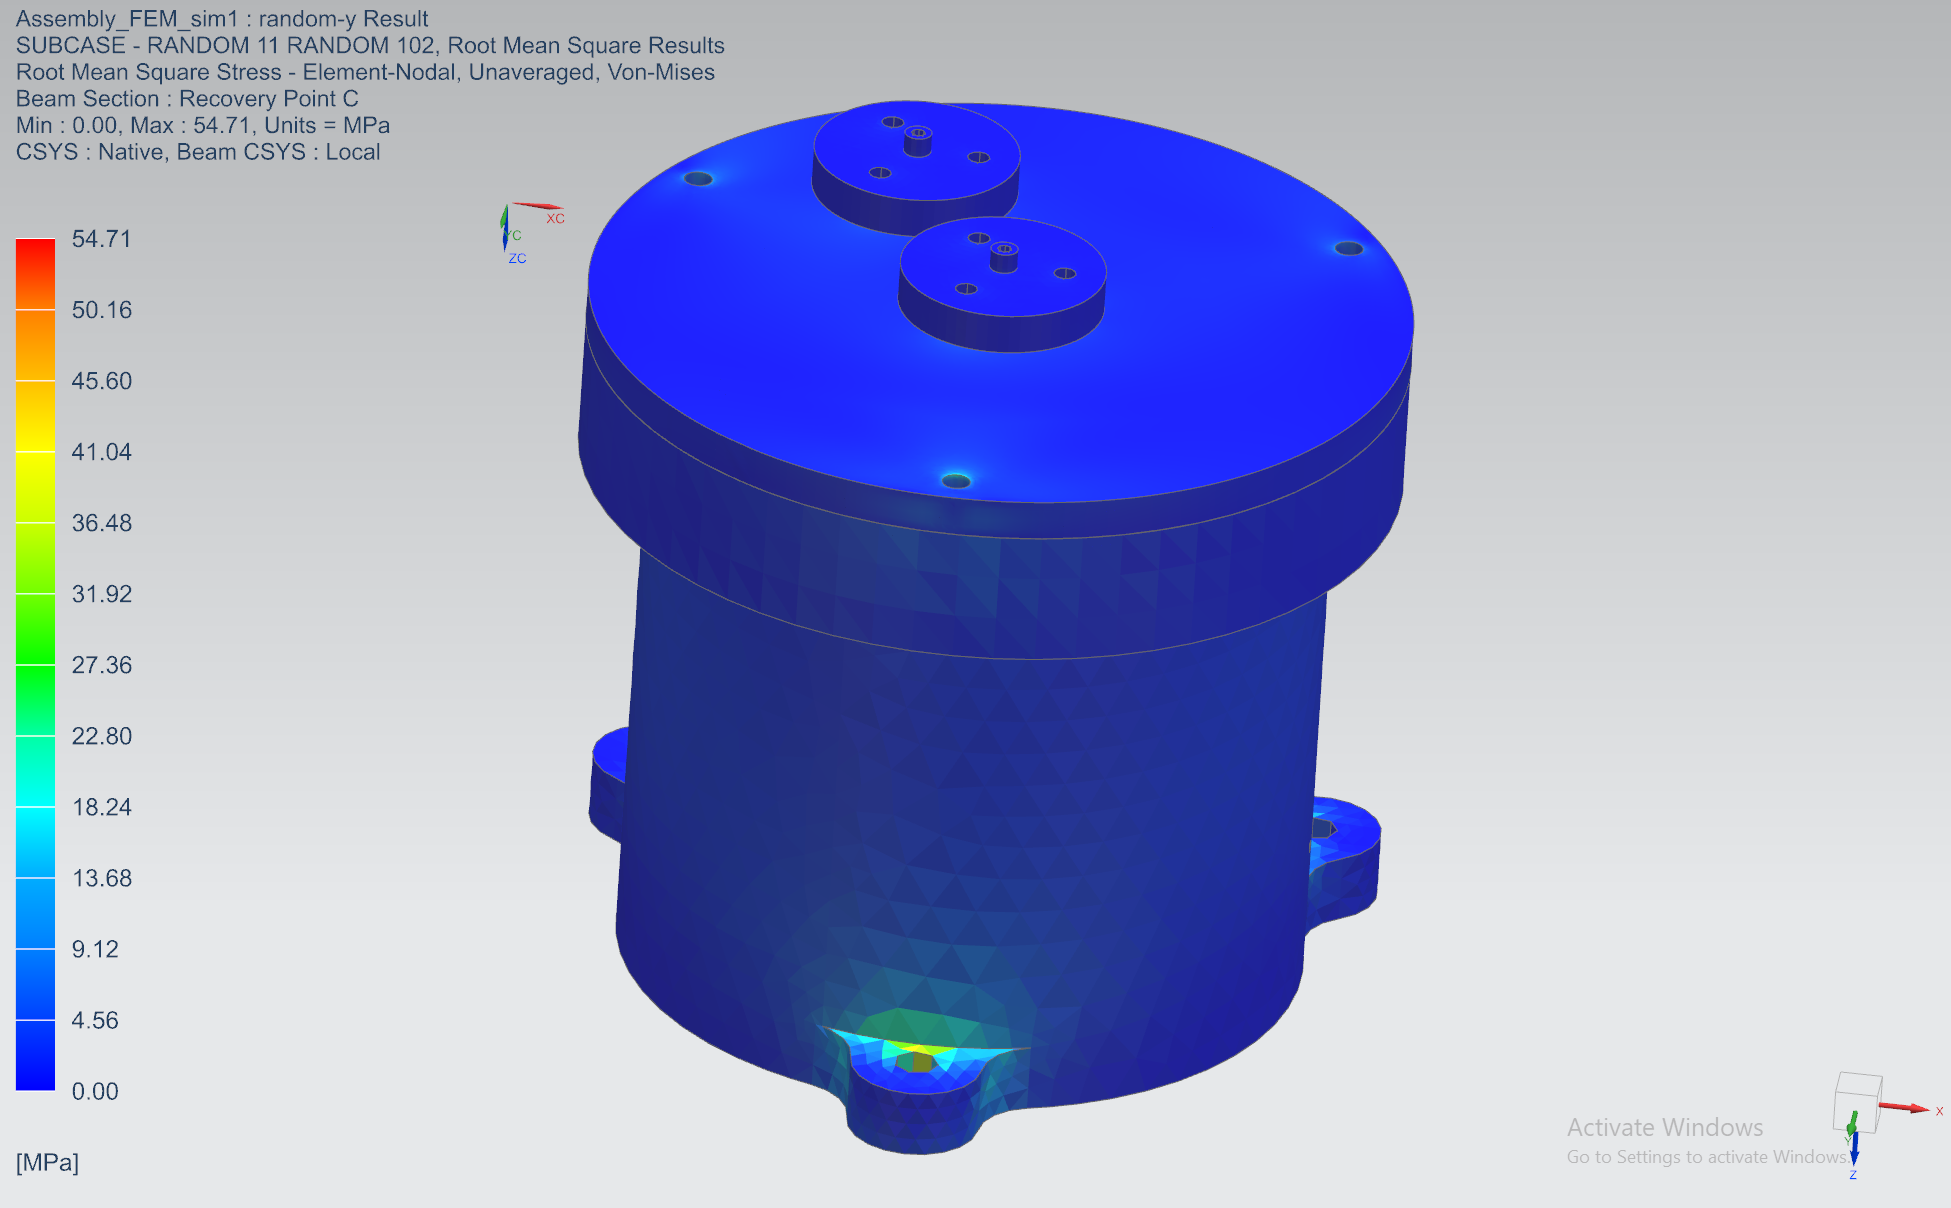 Assembly_FEM_sim1 : random-y Result
SUBCASE - RANDOM 11 RANDOM 102, Root Mean Square Results
Root Mean Square Stress - Element-Nodal, Unaveraged, Von-Mises
Beam Section : Recovery Point C
Min : 0.00, Max : 54.71, Units = MPa
CSYS : Native, Beam CSYS : Local
XC
YC
ZC
54.71
50.16
45.60
41.04
36.48
31.92
27.36
22.80
18.24
13.68
9.12
4.56
0.00
[MPa]
Activate Windows
Go to Settings to activate Windows.
X
Y
Z